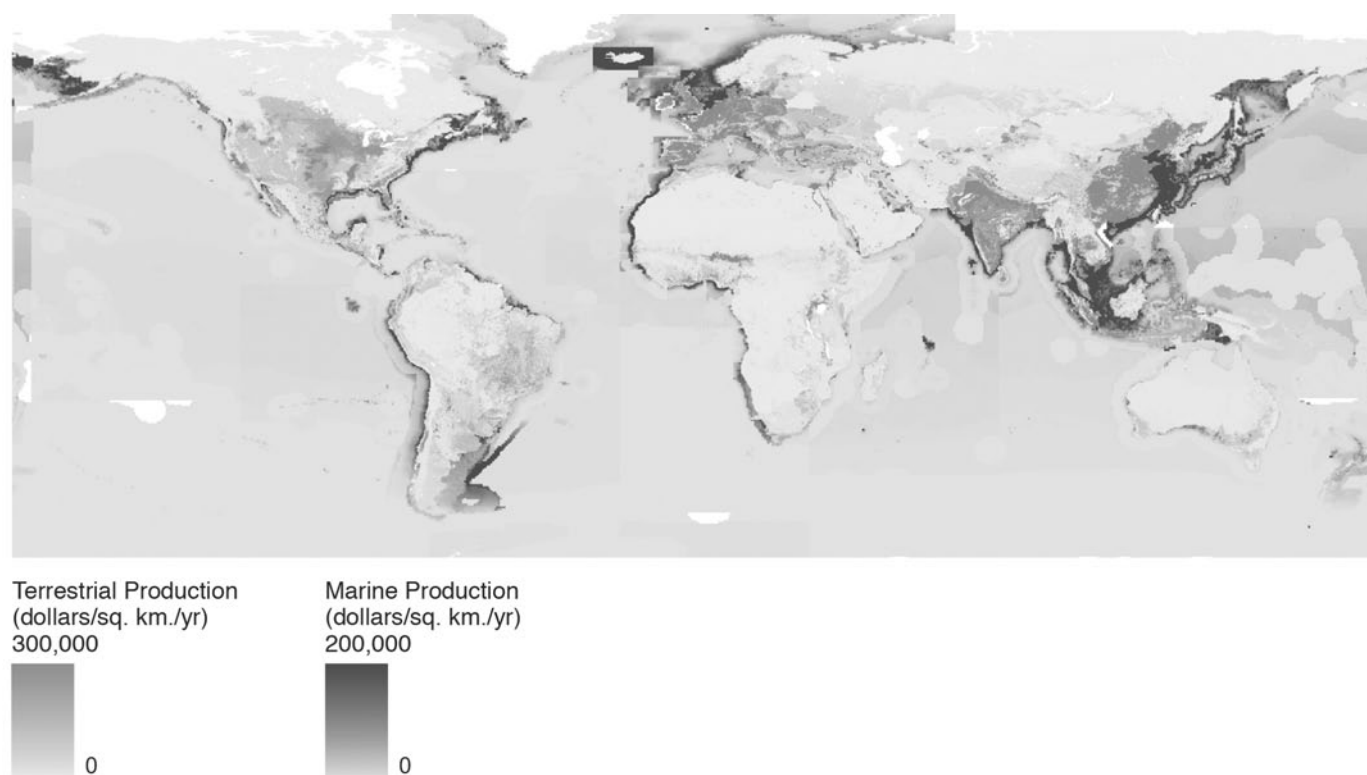 Terrestrial Production
(dollars/sq. km./yr)
300,000
0
Marine Production
(dollars/sq. km./yr)
200,000
0